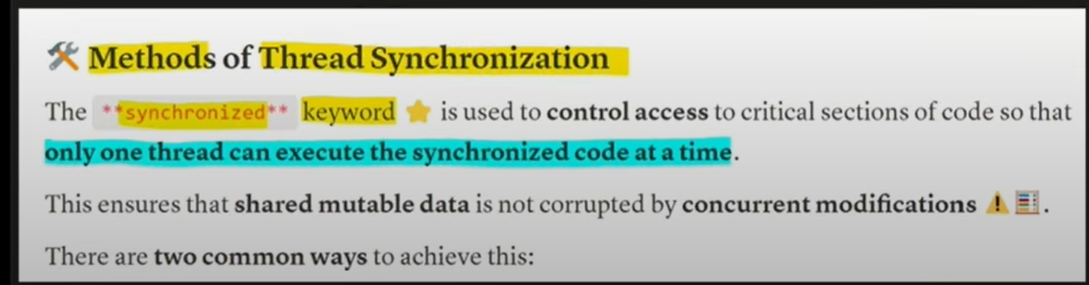 🛠 Methods of Thread Synchronization
The **synchronized** keyword ⭐ is used to control access to critical sections of code so that
only one thread can execute the synchronized code at a time.
This ensures that shared mutable data is not corrupted by concurrent modifications ⚠️🧮.
There are two common ways to achieve this: